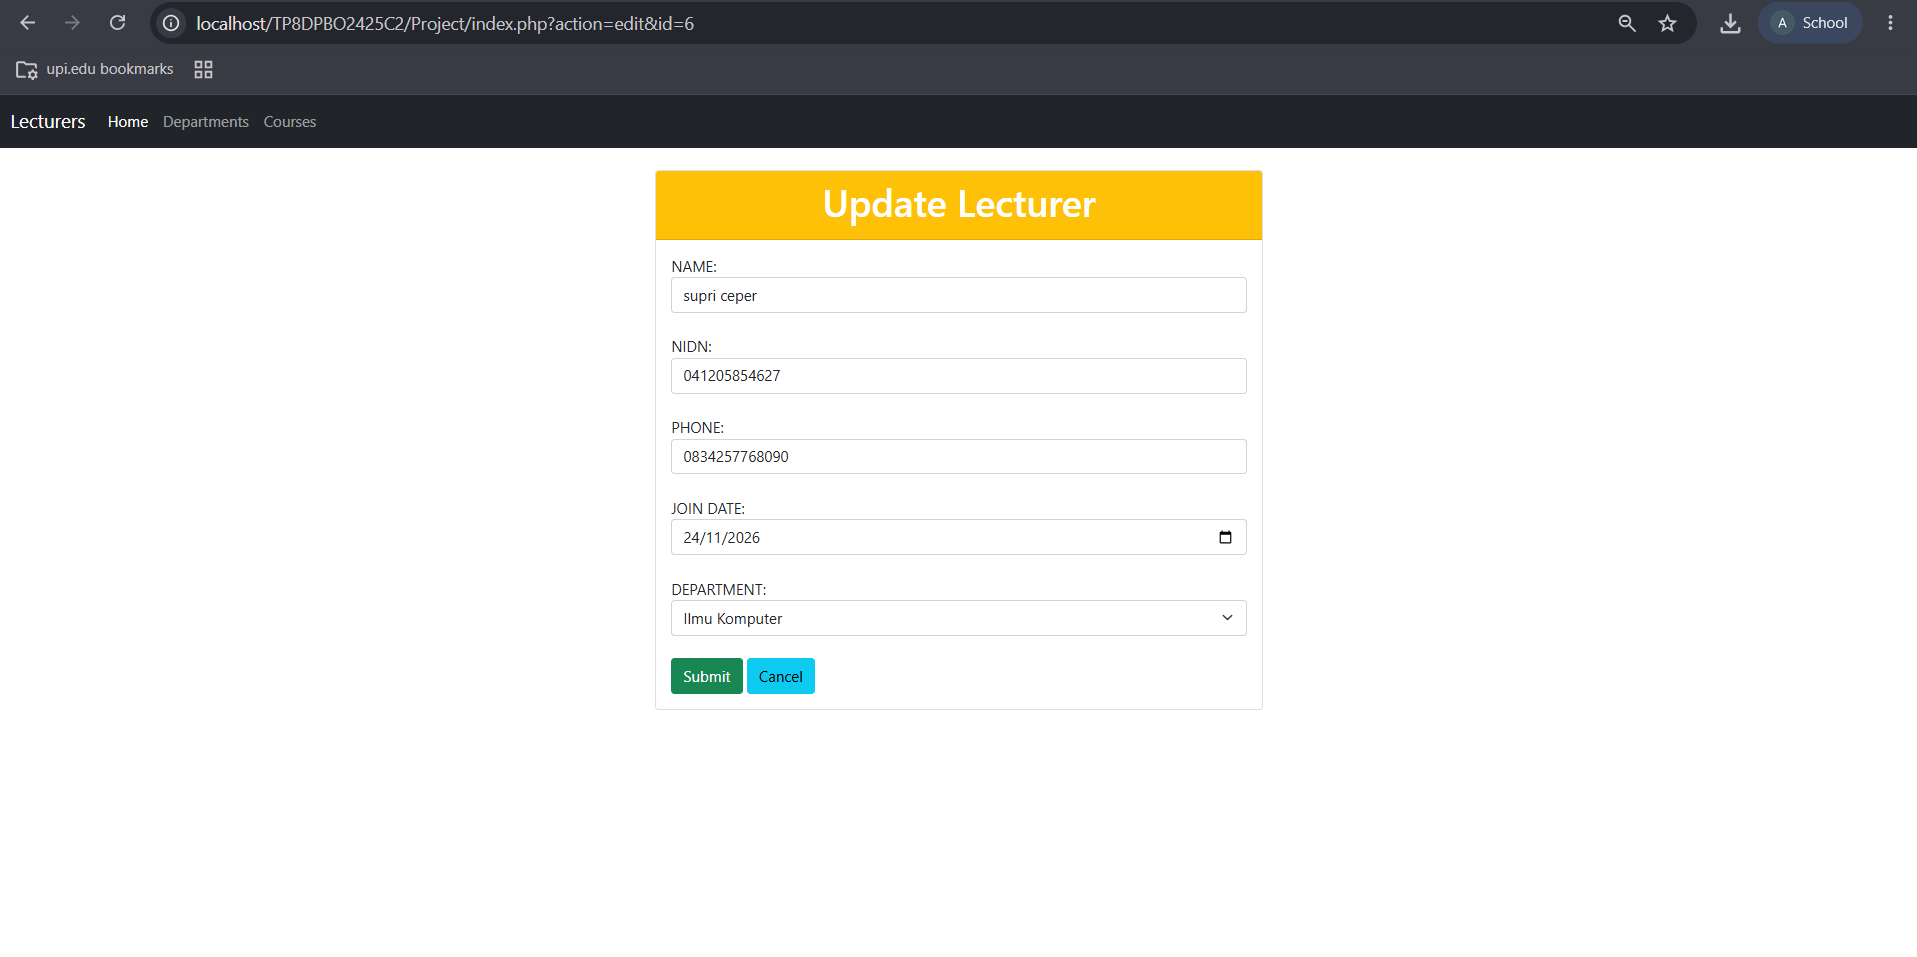 localhost/TP8DPBO2425C2/Project/index.php?action=edit&id=6
A School
upi.edu bookmarks
Lecturers Home Departments Courses
Update Lecturer
NAME:
supri ceper
NIDN:
041205854627
PHONE:
0834257768090
JOIN DATE:
24/11/2026
DEPARTMENT:
Ilmu Komputer
Submit Cancel